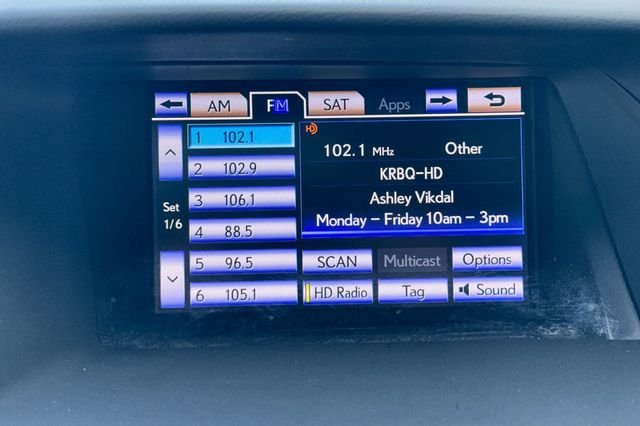 AM FM SAT Apps
1 102.1
2 102.9
3 106.1
4 88.5
5 96.5
6 105.1
Set
1/6
HD
102.1 MHz Other
KRBQ-HD
Ashley Vikdal
Monday - Friday 10am - 3pm
SCAN Multicast Options
HD Radio Tag Sound